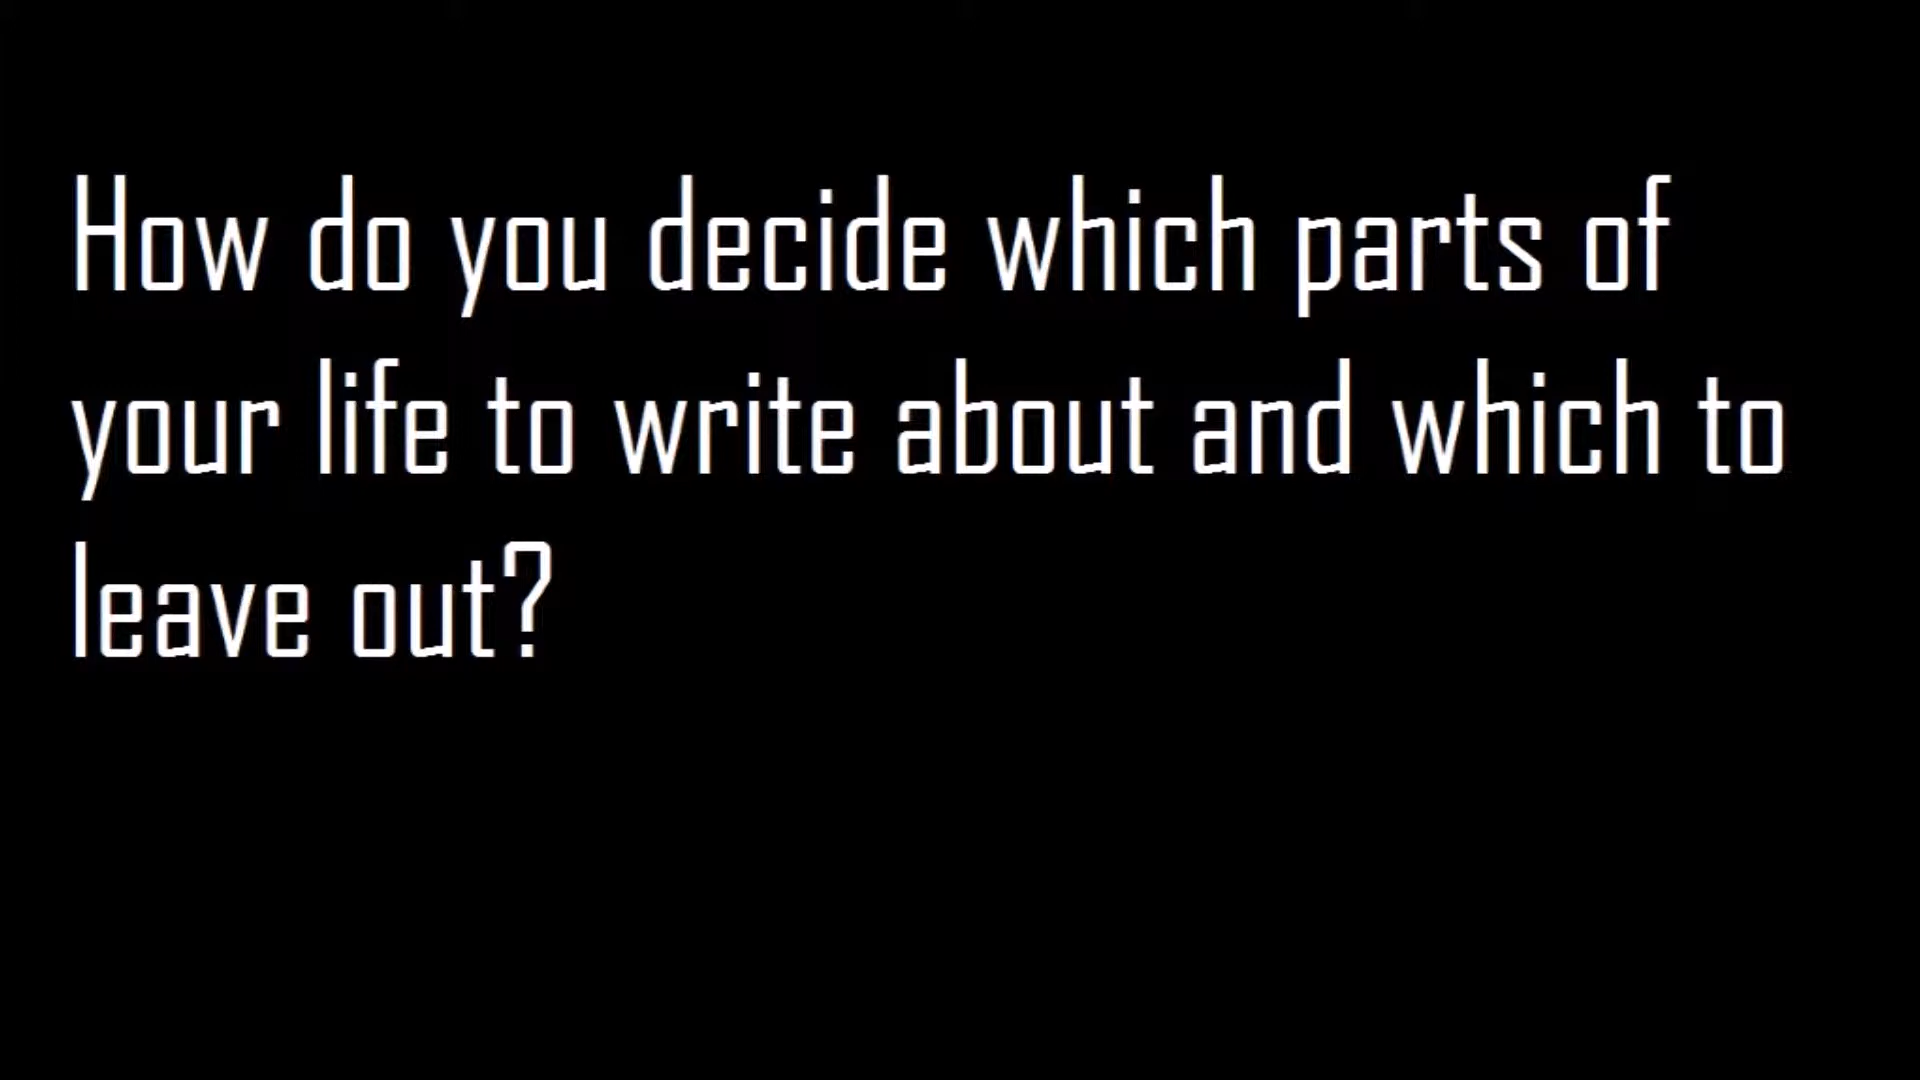 How do you decide which parts of
your life to write about and which to
leave out?